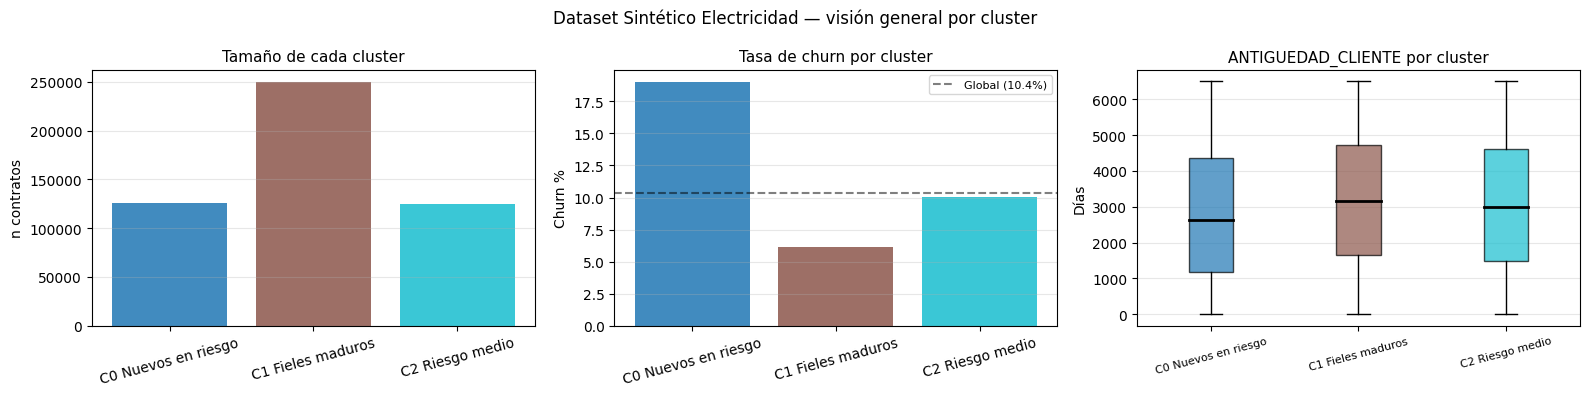 Dataset Sintético Electricidad — visión general por cluster
Tamaño de cada cluster
n contratos
250000
200000
150000
100000
50000
0
C0 Nuevos en riesgo
C1 Fieles maduros
C2 Riesgo medio
Tasa de churn por cluster
Churn %
17.5
15.0
12.5
10.0
7.5
5.0
2.5
0.0
Global (10.4%)
C0 Nuevos en riesgo
C1 Fieles maduros
C2 Riesgo medio
ANTIGUEDAD_CLIENTE por cluster
Días
6000
5000
4000
3000
2000
1000
0
C0 Nuevos en riesgo
C1 Fieles maduros
C2 Riesgo medio